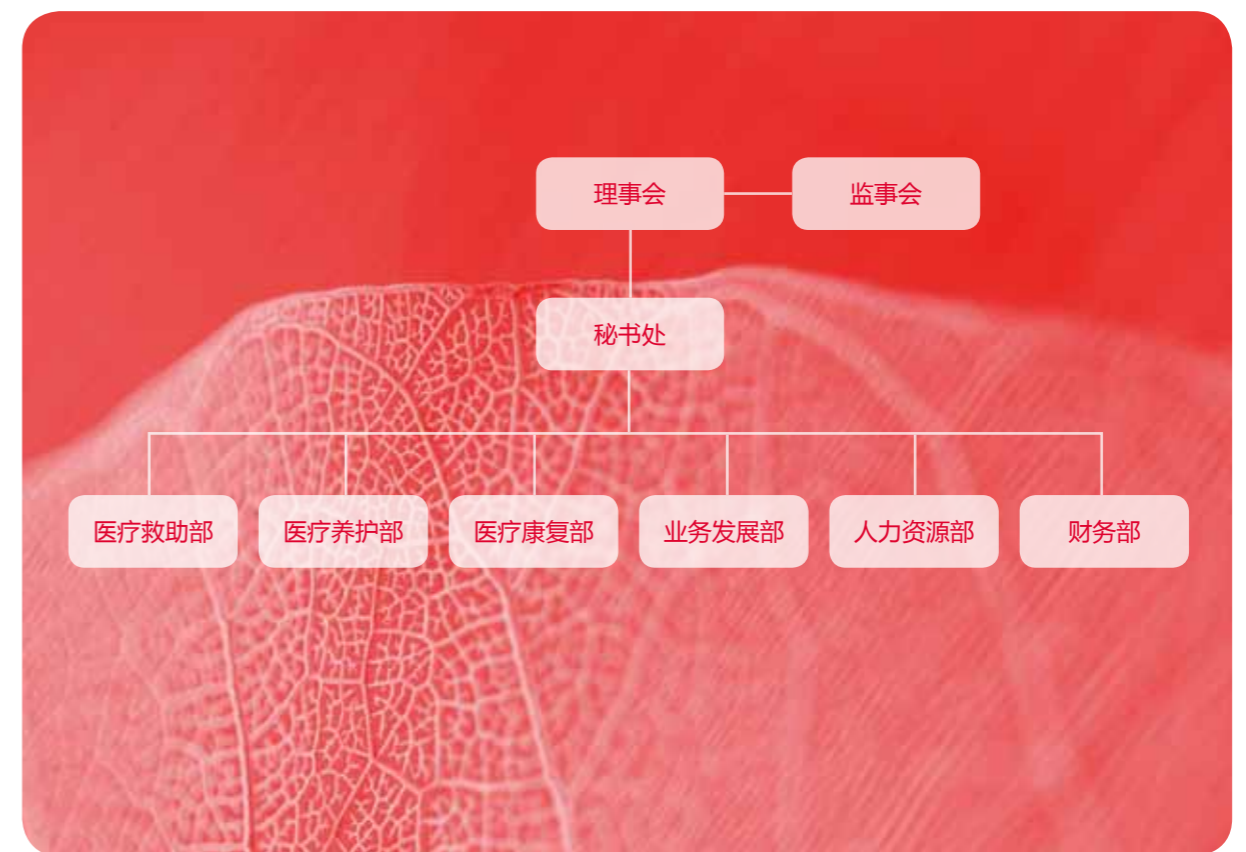 理事会
监事会
秘书处
医疗救助部
医疗养护部
医疗康复部
业务发展部
人力资源部
财务部